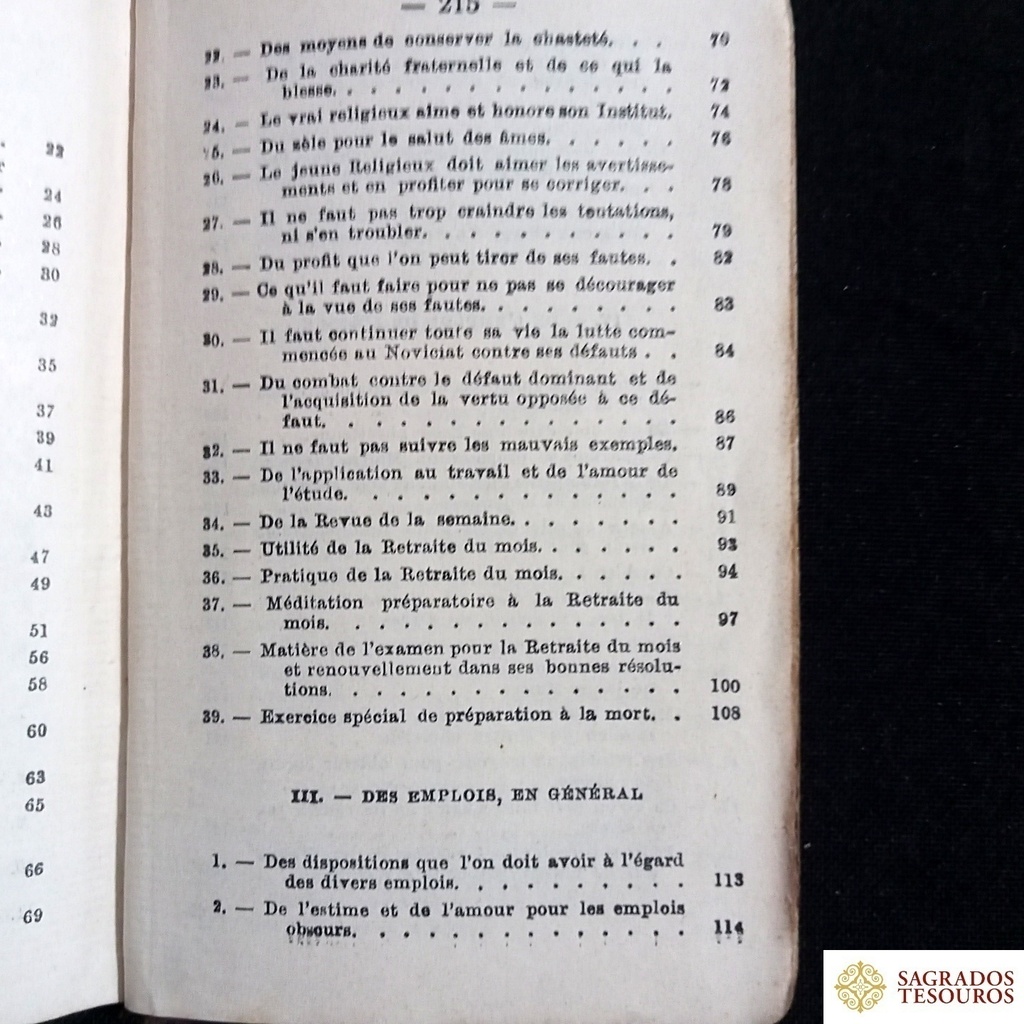 22
24
26
28
30
32
35
37
39
41
43
47
49
51
56
58
60
63
65
66
69
— 215 —
22. — Des moyens de conserver la chasteté. . . 70
23. — De la charité fraternelle et de ce qui la
blesse. . . . . . . . . . . . . . 72
24. — Le vrai religieux aime et honore son Institut. 74
25. — Du zèle pour le salut des âmes. . . . . . 76
26. — Le jeune Religieux doit aimer les avertisse-
ments et en profiter pour se corriger. . . 78
27. — Il ne faut pas trop craindre les tentations,
ni s'en troubler. . . . . . . . . . . 79
28. — Du profit que l'on peut tirer de ses fautes. . 82
29. — Ce qu'il faut faire pour ne pas se décourager
à la vue de ses fautes. . . . . . . . 83
30. — Il faut continuer toute sa vie la lutte com-
mencée au Noviciat contre ses défauts . . 84
31. — Du combat contre le défaut dominant et de
l'acquisition de la vertu opposée à ce dé-
faut. . . . . . . . . . . . . . 86
32. — Il ne faut pas suivre les mauvais exemples. 87
33. — De l'application au travail et de l'amour de
l'étude. . . . . . . . . . . . . 89
34. — De la Revue de la semaine. . . . . . . 91
35. — Utilité de la Retraite du mois. . . . . . 93
36. — Pratique de la Retraite du mois. . . . . . 94
37. — Méditation préparatoire à la Retraite du
mois. . . . . . . . . . . . . . 97
38. — Matière de l'examen pour la Retraite du mois
et renouvellement dans ses bonnes résolu-
tions. . . . . . . . . . . . . . 100
39. — Exercice spécial de préparation à la mort. . 108
III. — DES EMPLOIS, EN GÉNÉRAL
1. — Des dispositions que l'on doit avoir à l'égard
des divers emplois. . . . . . . . . 113
2. — De l'estime et de l'amour pour les emplois
obscurs. . . . . . . . . . . . . 114
SAGRADOS
TESOUROS